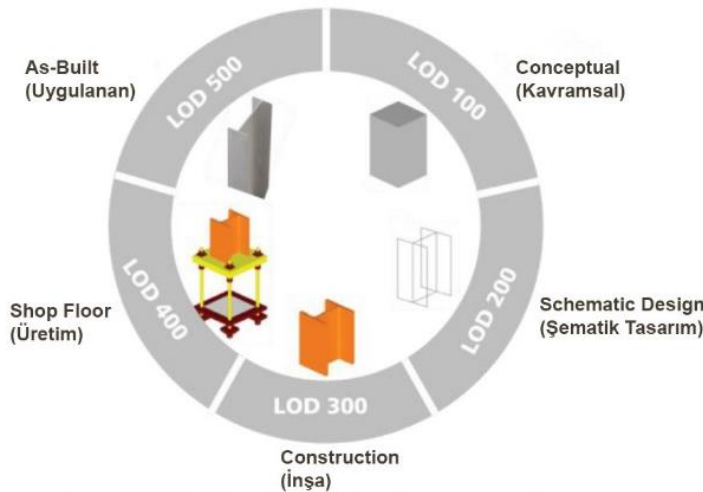 As-Built
(Uygulanan)
LOD 500
LOD 100
Conceptual
(Kavramsal)
Shop Floor
(Üretim)
LOD 400
LOD 200
Schematic Design
(Şematik Tasarım)
LOD 300
Construction
(İnşa)